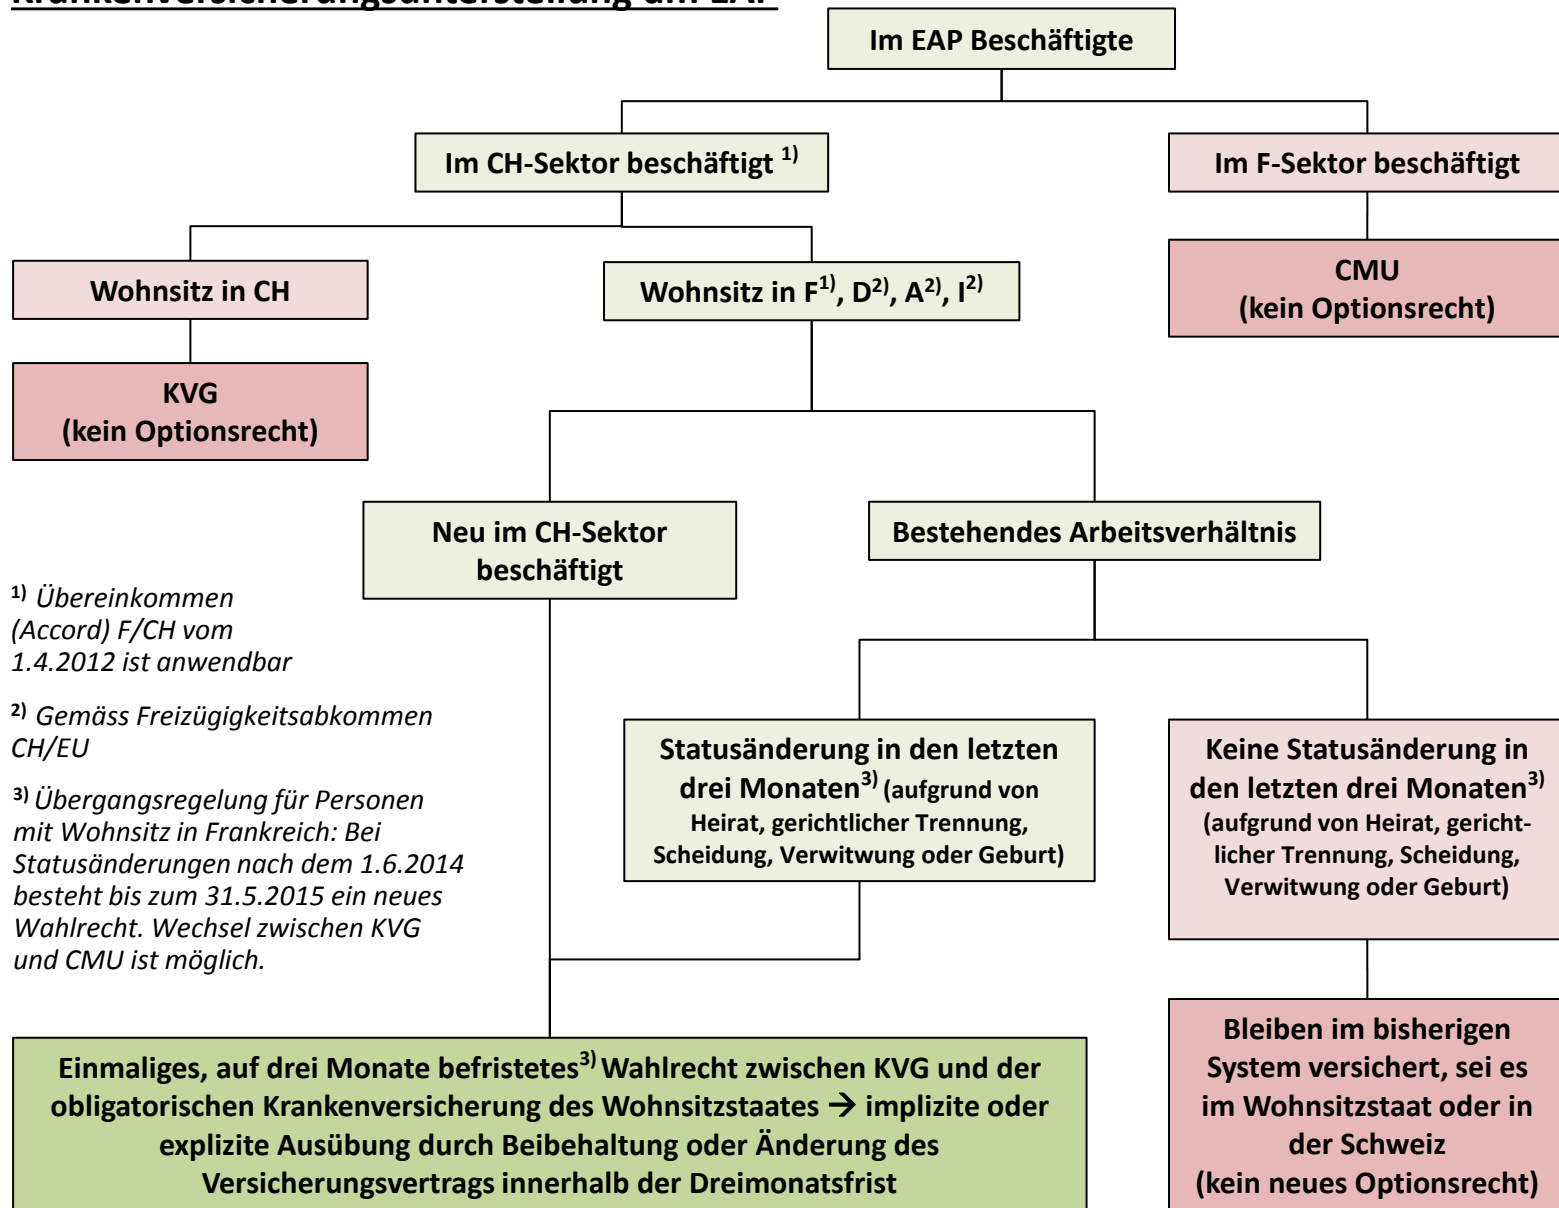 Krankenversicherungsunterstellung am EAP
Im EAP Beschäftigte
Im CH-Sektor beschäftigt 1)
Im F-Sektor beschäftigt
Wohnsitz in CH
Wohnsitz in F1), D2), A2), I2)
CMU
(kein Optionsrecht)
KVG
(kein Optionsrecht)
Neu im CH-Sektor
beschäftigt
Bestehendes Arbeitsverhältnis
1) Übereinkommen
(Accord) F/CH vom
1.4.2012 ist anwendbar
2) Gemäss Freizügigkeitsabkommen
CH/EU
3) Übergangsregelung für Personen
mit Wohnsitz in Frankreich: Bei
Statusänderungen nach dem 1.6.2014
besteht bis zum 31.5.2015 ein neues
Wahlrecht. Wechsel zwischen KVG
und CMU ist möglich.
Statusänderung in den letzten
drei Monaten3) (aufgrund von
Heirat, gerichtlicher Trennung,
Scheidung, Verwitwung oder Geburt)
Keine Statusänderung in
den letzten drei Monaten3)
(aufgrund von Heirat, gericht-
licher Trennung, Scheidung,
Verwitwung oder Geburt)
Einmaliges, auf drei Monate befristetes3) Wahlrecht zwischen KVG und der
obligatorischen Krankenversicherung des Wohnsitzstaates → implizite oder
explizite Ausübung durch Beibehaltung oder Änderung des
Versicherungsvertrags innerhalb der Dreimonatsfrist
Bleiben im bisherigen
System versichert, sei es
im Wohnsitzstaat oder in
der Schweiz
(kein neues Optionsrecht)